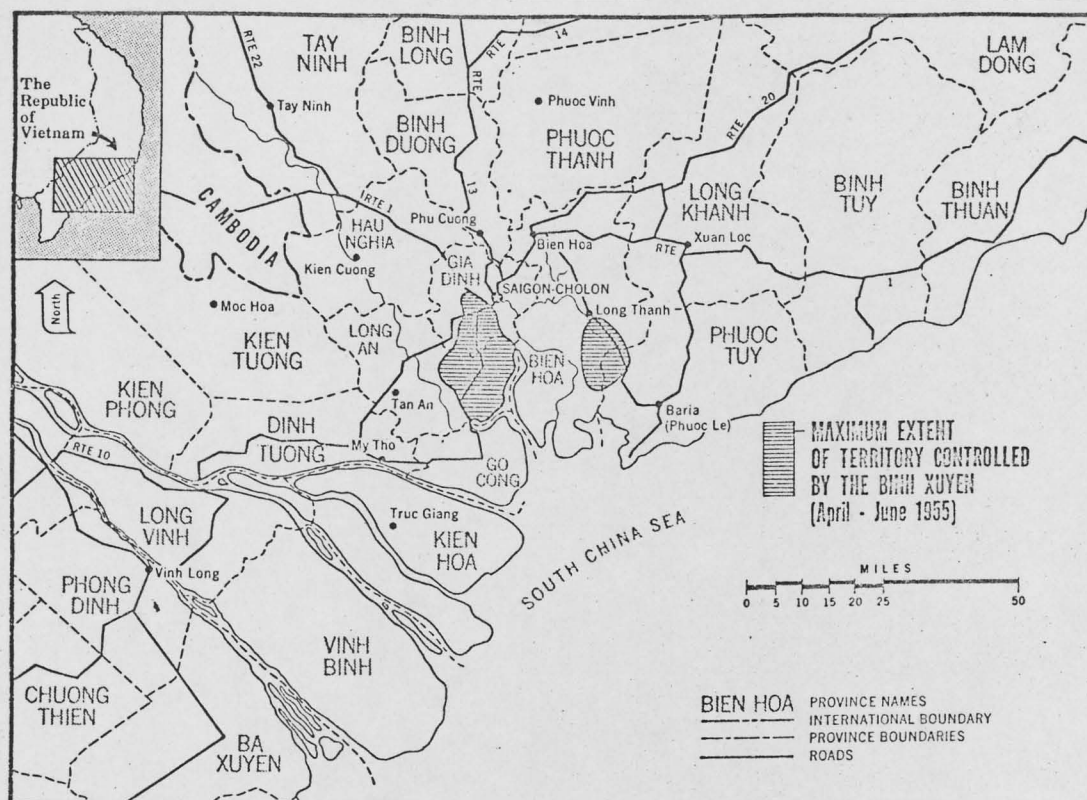 The
Republic
of
Vietnam
RTE 22
TAY
NINH
BINH
LONG
RTE
14
RTE
LAM
DONG
Tay Ninh
Phuoc Vinh
RTE 20
BINH
DUONG
PHUOC
THANH
CAMBODIA
RTE 1
13
LONG
KHANH
BINH
TUY
BINH
THUAN
HAU
NGHIA
Phu Cuong
Bien Hoa
RTE
Xuan Loc
Kien Cuong
GIA
DINH
SAIGON-CHOLON
1
North
Moc Hoa
Long Thanh
KIEN
TUONG
LONG
AN
BIEN
HOA
PHUOC
TUY
KIEN
PHONG
Tan An
Baria
(Phuoc Le)
DINH
TUONG
My Tho
GO
CONG
RTE 10
MAXIMUM EXTENT
OF TERRITORY CONTROLLED
BY THE BINH XUYEN
(April - June 1955)
LONG
VINH
Truc Giang
KIEN
HOA
SOUTH CHINA SEA
PHONG
DINH
Vinh Long
MILES
0 5 10 15 20 25 50
VINH
BINH
CHUONG
THIEN
BA
XUYEN
BIEN HOA PROVINCE NAMES
INTERNATIONAL BOUNDARY
PROVINCE BOUNDARIES
ROADS